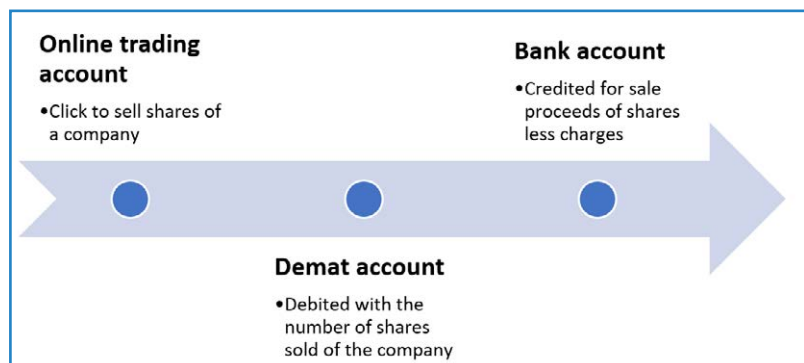 Online trading
account
•Click to sell shares of
a company
Demat account
•Debited with the
number of shares
sold of the company
Bank account
•Credited for sale
proceeds of shares
less charges